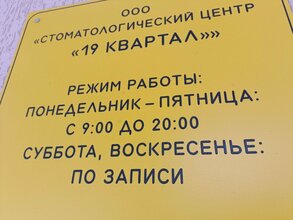 ООО
«СТОМАТОЛОГИЧЕСКИЙ ЦЕНТР
«19 КВАРТАЛ»»
РЕЖИМ РАБОТЫ:
ПОНЕДЕЛЬНИК – ПЯТНИЦА:
С 9:00 ДО 20:00
СУББОТА, ВОСКРЕСЕНЬЕ:
ПО ЗАПИСИ